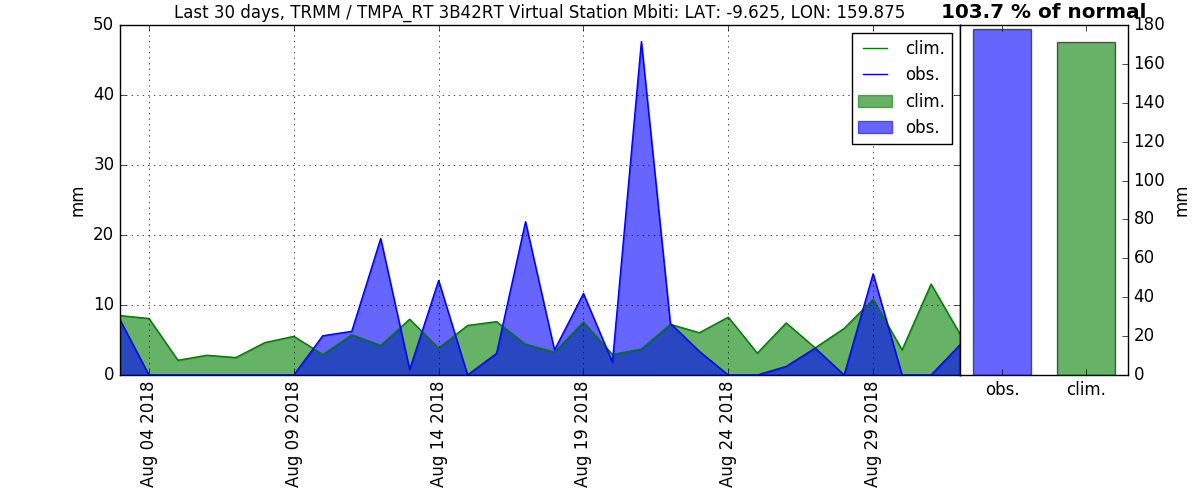 Last 30 days, TRMM / TMPA_RT 3B42RT Virtual Station Mbiti: LAT: -9.625, LON: 159.875
103.7 % of normal
50
40
30
20
10
0
mm
clim.
obs.
clim.
obs.
Aug 04 2018
Aug 09 2018
Aug 14 2018
Aug 19 2018
Aug 24 2018
Aug 29 2018
180
160
140
120
100
80
60
40
20
0
mm
obs.
clim.